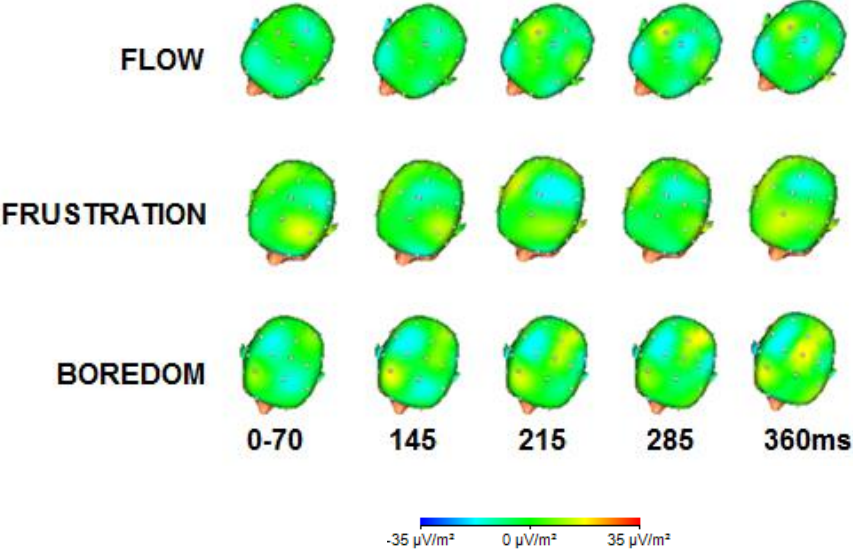 FLOW
FRUSTRATION
BOREDOM
0-70 145 215 285 360ms
-35 µV/m² 0 µV/m² 35 µV/m²